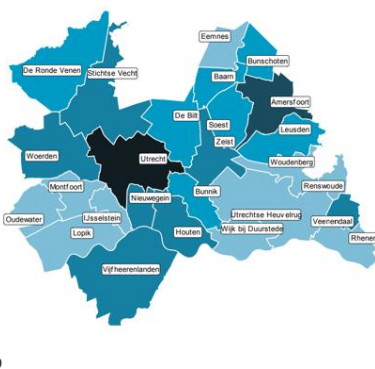 Eemnes
Bunschoten
De Ronde Venen
Stichtse Vecht
Baarn
Amersfoort
De Bilt
Soest
Leusden
Zeist
Woerden
Utrecht
Woudenberg
Montfoort
Renswoude
Bunnik
Nieuwegein
Oudewater
IJsselstein
Utrechtse Heuvelrug
Veenendaal
Lopik
Houten
Wijk bij Duurstede
Rhenen
Vijfheerenlanden